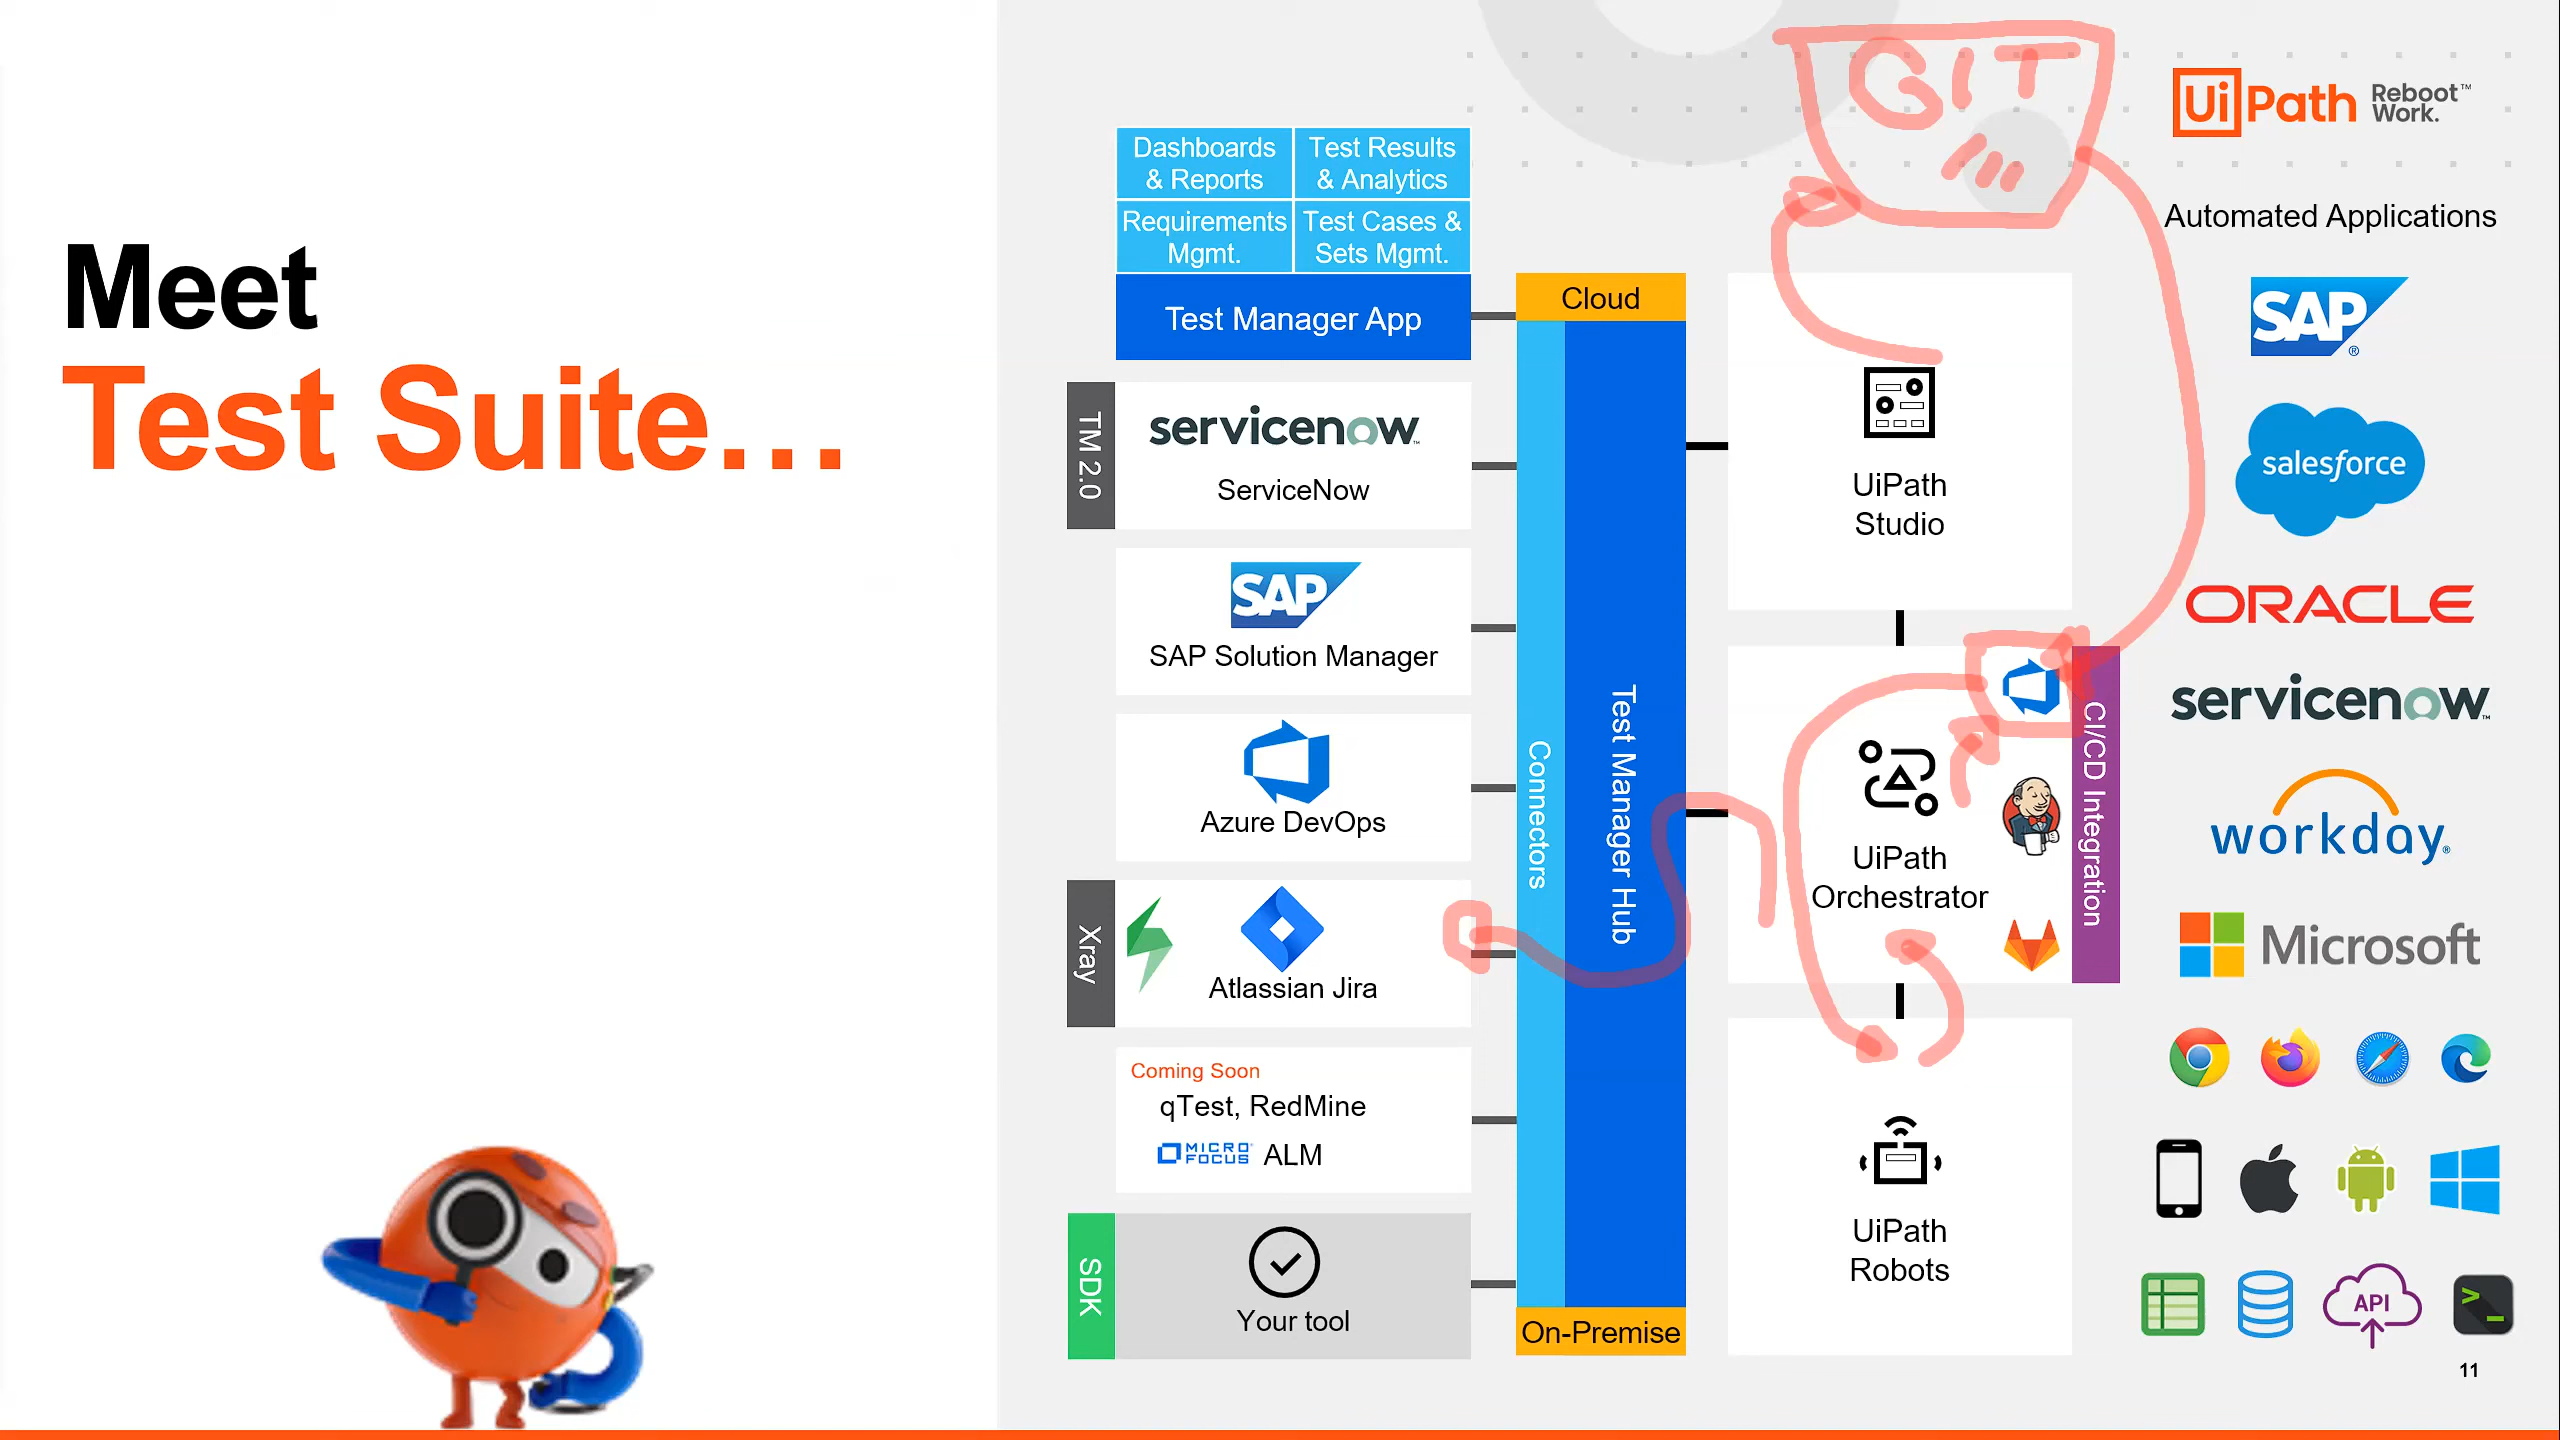 Meet
Test Suite...
Dashboards
& Reports
Test Results
& Analytics
Requirements
Mgmt.
Test Cases &
Sets Mgmt.
Test Manager App
TM 2.0
servicenow™
ServiceNow
SAP
SAP Solution Manager
Azure DevOps
Xray
Atlassian Jira
Coming Soon
qTest, RedMine
MICRO
FOCUS
ALM
SDK
Your tool
Cloud
Connectors
Test Manager Hub
On-Premise
GIT
UiPath
Studio
UiPath
Orchestrator
CI/CD Integration
UiPath
Robots
UiPath Reboot™
Work.
Automated Applications
SAP®
salesforce
ORACLE
servicenow™
workday®
Microsoft
API
>_
11